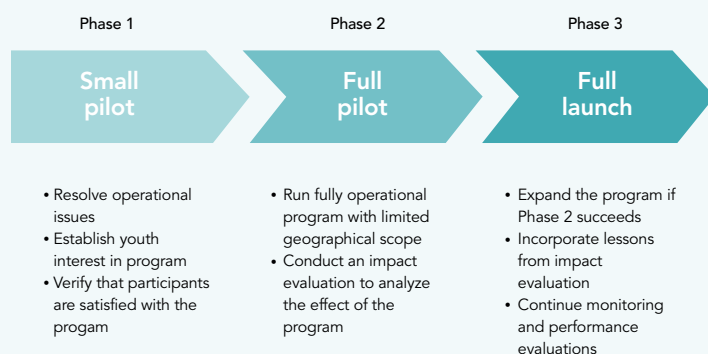 Phase 1
Small
pilot
• Resolve operational
issues
• Establish youth
interest in program
• Verify that participants
are satisfied with the
progam
Phase 2
Full
pilot
• Run fully operational
program with limited
geographical scope
• Conduct an impact
evaluation to analyze
the effect of the
program
Phase 3
Full
launch
• Expand the program if
Phase 2 succeeds
• Incorporate lessons
from impact
evaluation
• Continue monitoring
and performance
evaluations